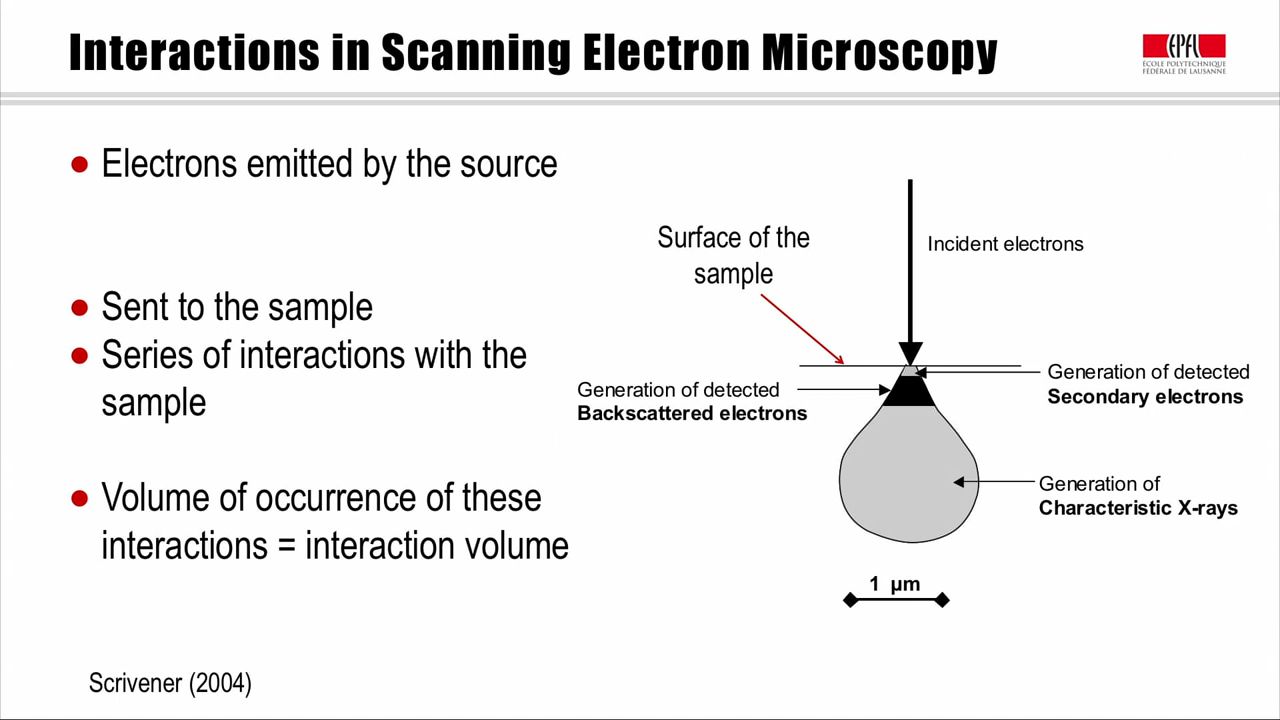 Interactions in Scanning Electron Microscopy
EPFL
ÉCOLE POLYTECHNIQUE
FÉDÉRALE DE LAUSANNE
● Electrons emitted by the source
● Sent to the sample
● Series of interactions with the
sample
● Volume of occurrence of these
interactions = interaction volume
Scrivener (2004)
Surface of the
sample
Incident electrons
Generation of detected
Backscattered electrons
Generation of detected
Secondary electrons
Generation of
Characteristic X-rays
1 μm